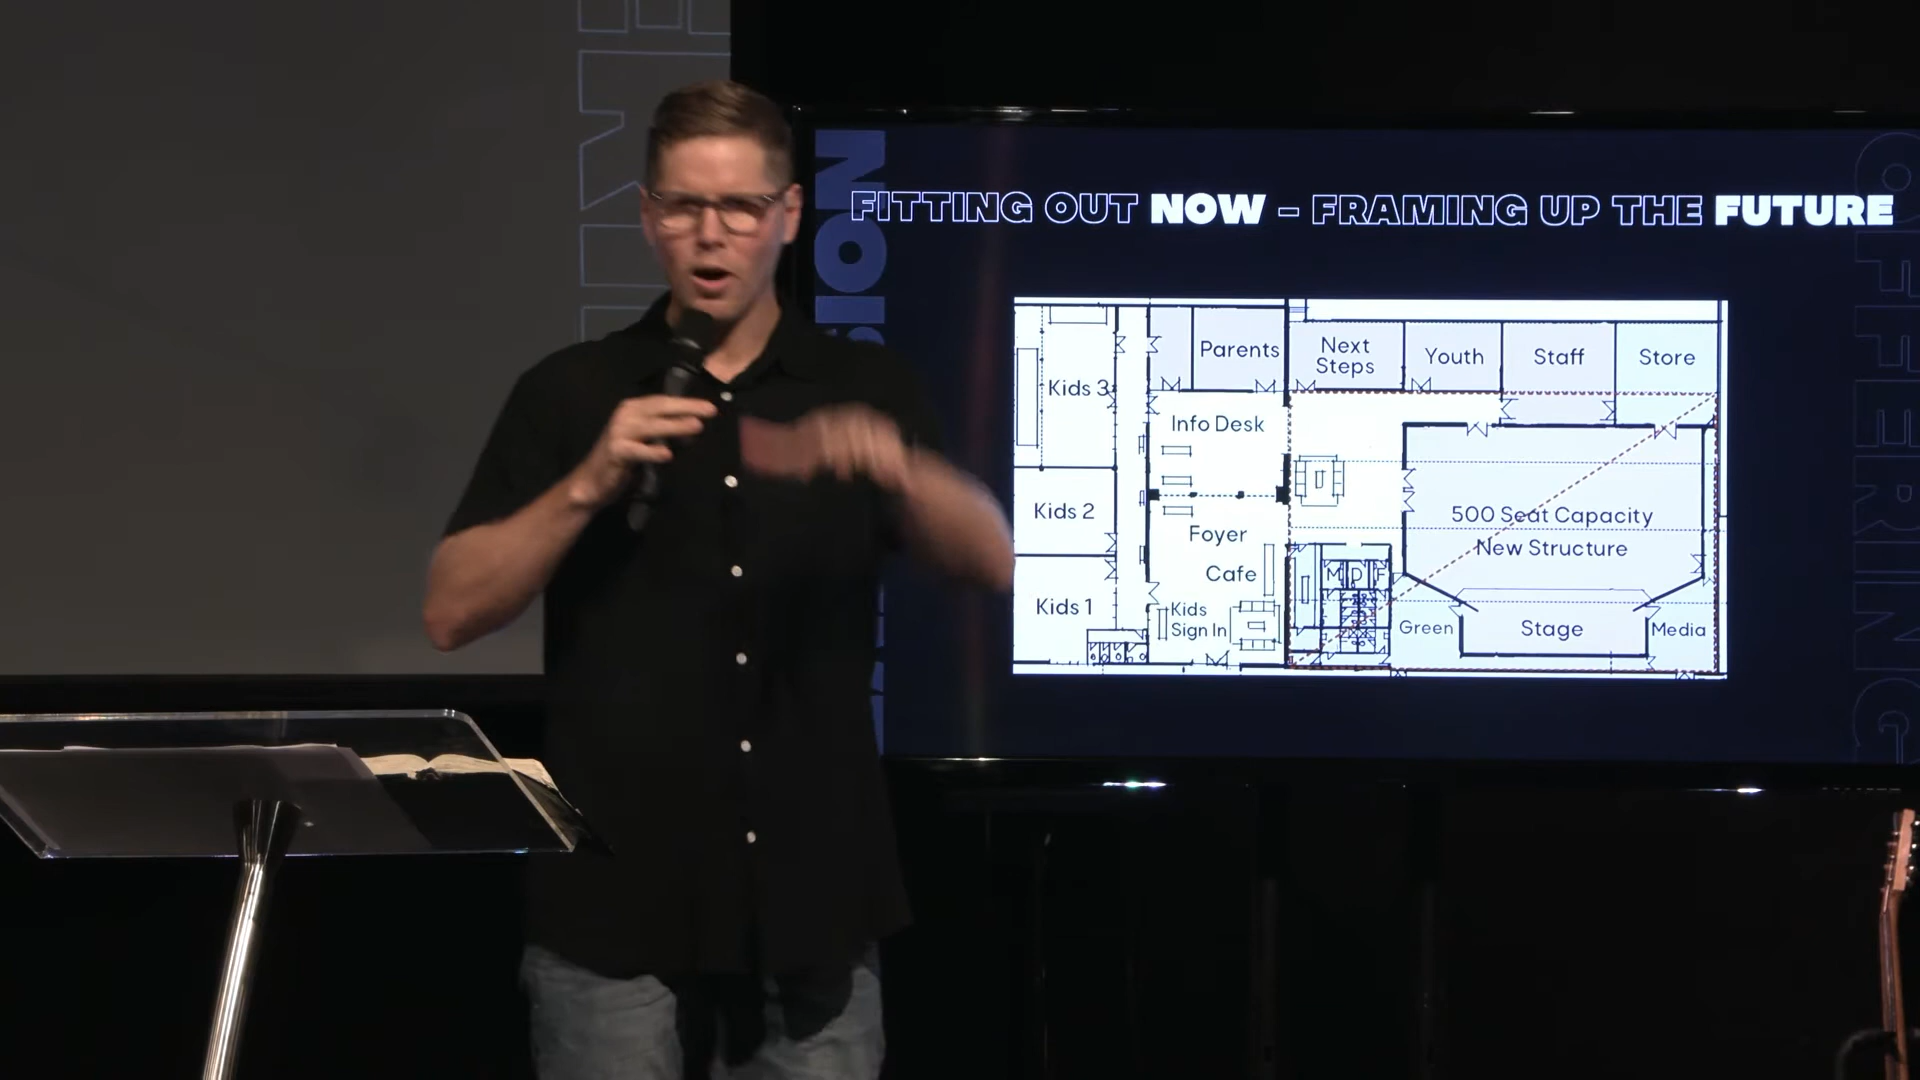 FITTING OUT NOW – FRAMING UP THE FUTURE
Parents
Next
Steps
Youth
Staff
Store
Kids 3
Info Desk
Kids 2
500 Seat Capacity
New Structure
Foyer
Cafe
M D F
Kids 1
Kids
Sign In
Green
Stage
Media
OFFERING